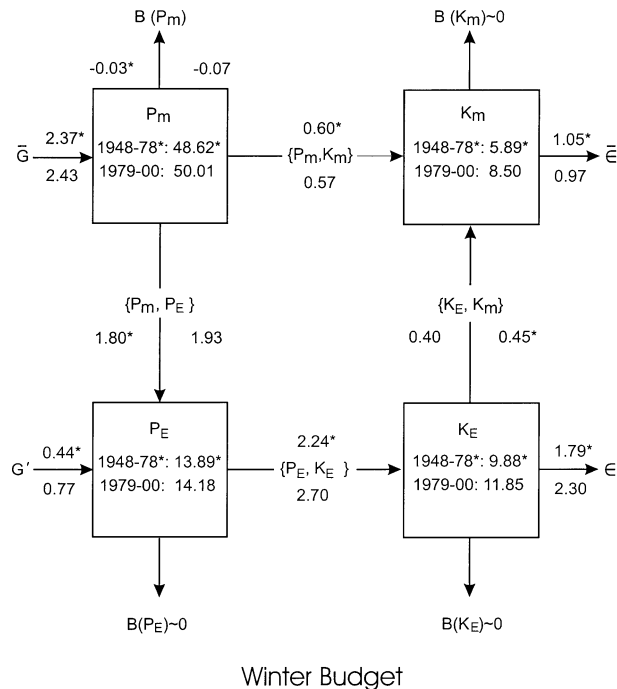 B (Pm)
B (Km)~0
-0.03* -0.07
Pm
1948-78*: 48.62*
1979-00: 50.01
Km
1948-78*: 5.89*
1979-00: 8.50
2.37*
G̅
2.43
0.60*
{Pm,Km}
0.57
1.05*
∈̅
0.97
{Pm, PE }
1.80* 1.93
{KE, Km}
0.40 0.45*
PE
1948-78*: 13.89*
1979-00: 14.18
KE
1948-78*: 9.88*
1979-00: 11.85
0.44*
G'
0.77
2.24*
{PE, KE }
2.70
1.79*
∈
2.30
B(PE)~0
B(KE)~0
Winter Budget